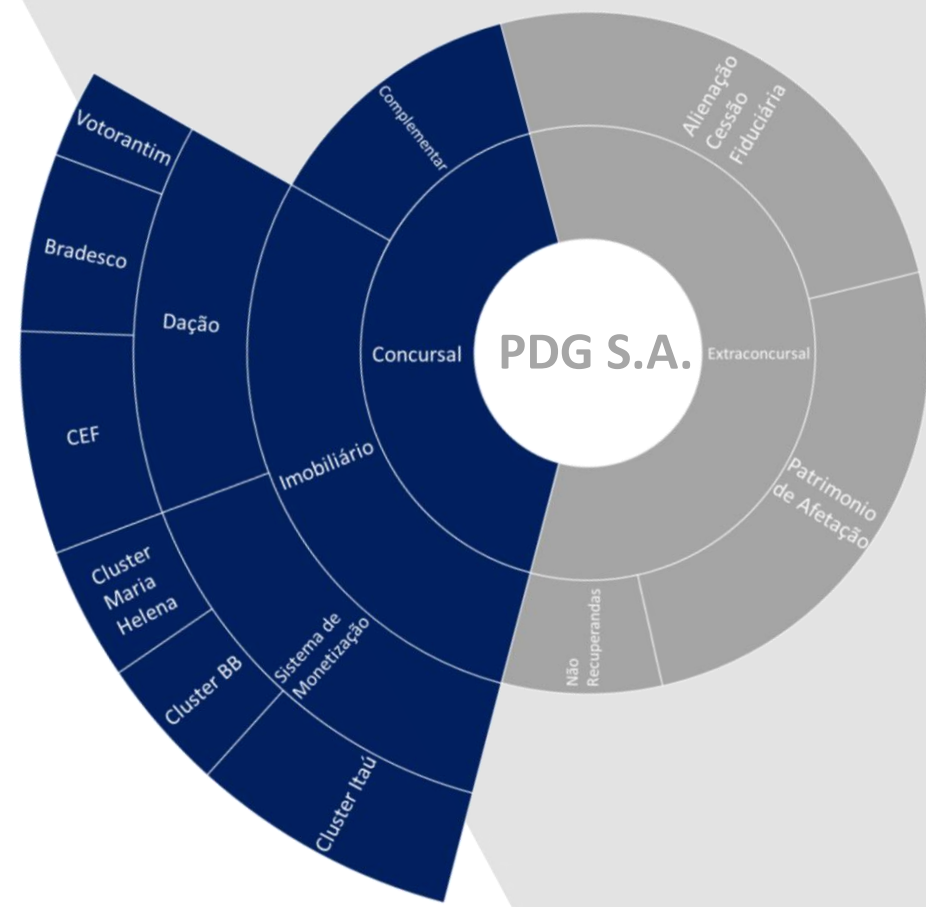 PDG S.A.
Concursal
Complementar
Imobiliário
Dação
Votorantim
Bradesco
CEF
Sistema de
Monetização
Cluster
Maria
Helena
Cluster BB
Cluster Itaú
Extraconcursal
Alienação
Cessão
Fiduciária
Patrimonio
de Afetação
Não
Recuperandas